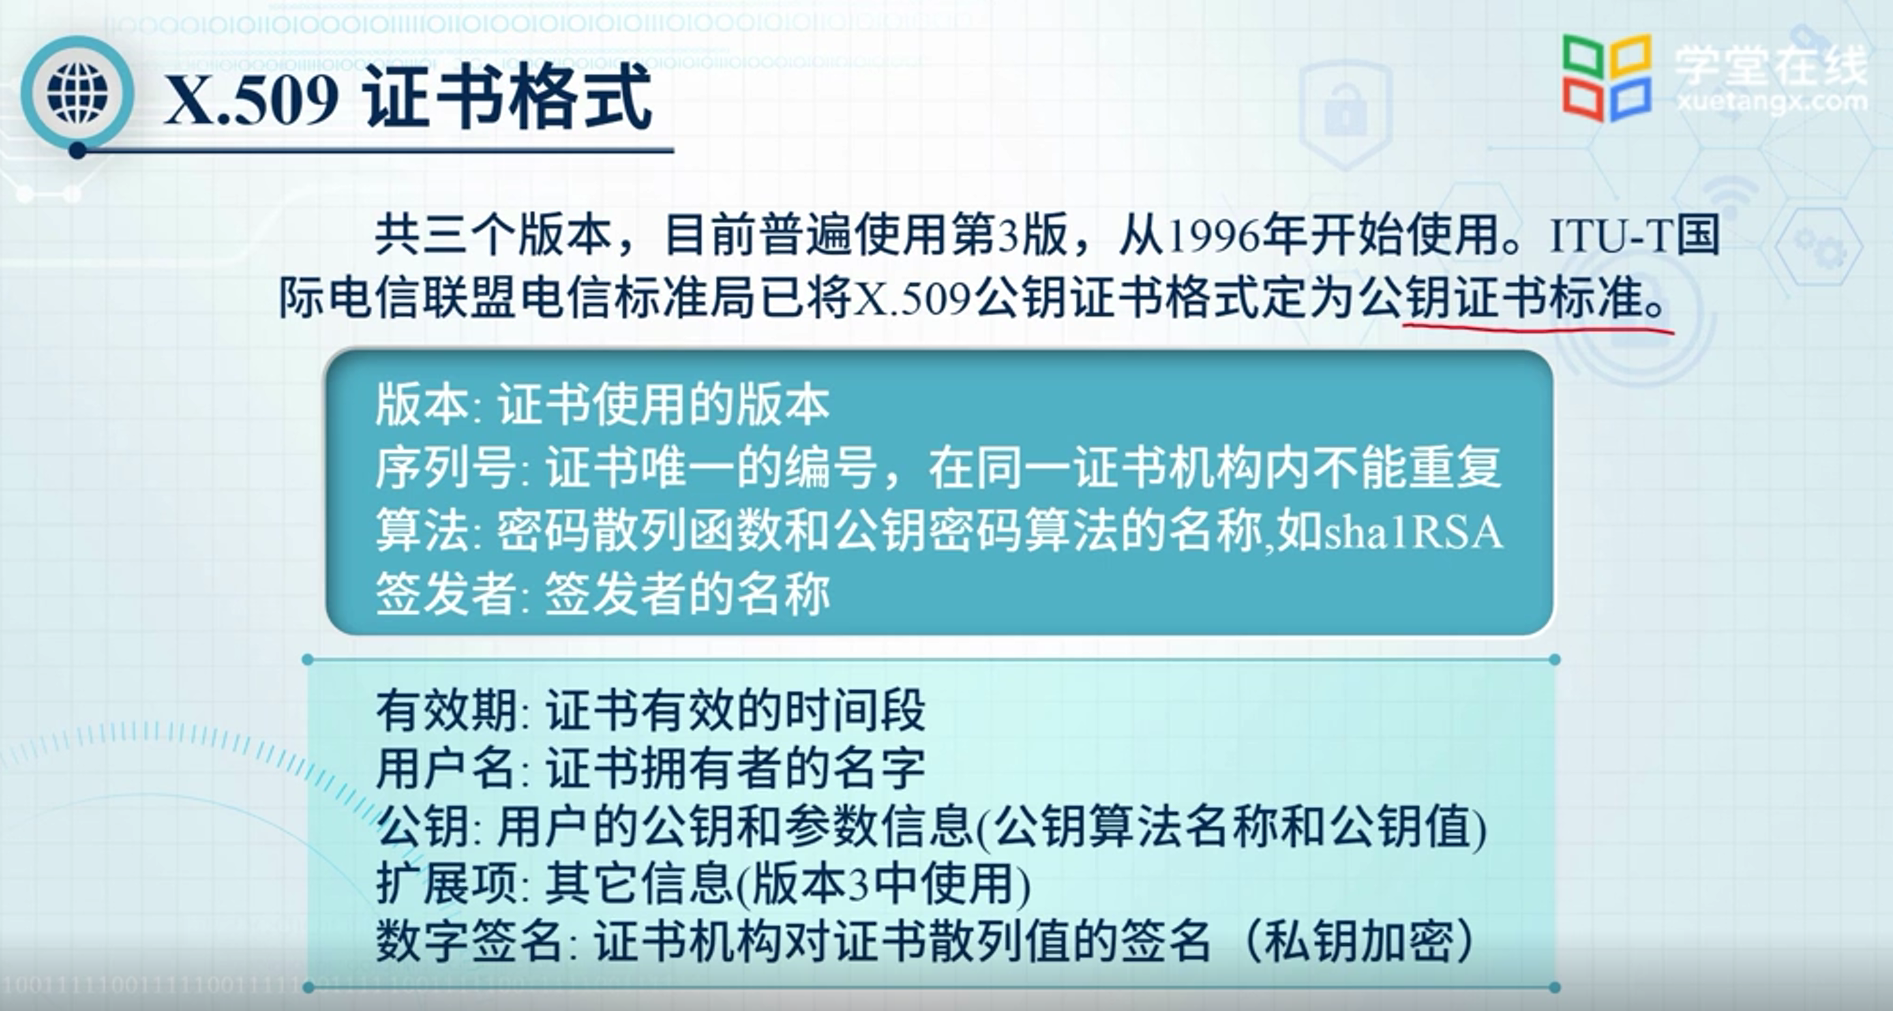 X.509 证书格式
学堂在线
xuetangx.com
共三个版本，目前普遍使用第3版，从1996年开始使用。ITU-T国
际电信联盟电信标准局已将X.509公钥证书格式定为公钥证书标准。
版本: 证书使用的版本
序列号: 证书唯一的编号，在同一证书机构内不能重复
算法: 密码散列函数和公钥密码算法的名称,如sha1RSA
签发者: 签发者的名称
有效期: 证书有效的时间段
用户名: 证书拥有者的名字
公钥: 用户的公钥和参数信息(公钥算法名称和公钥值)
扩展项: 其它信息(版本3中使用)
数字签名: 证书机构对证书散列值的签名（私钥加密）